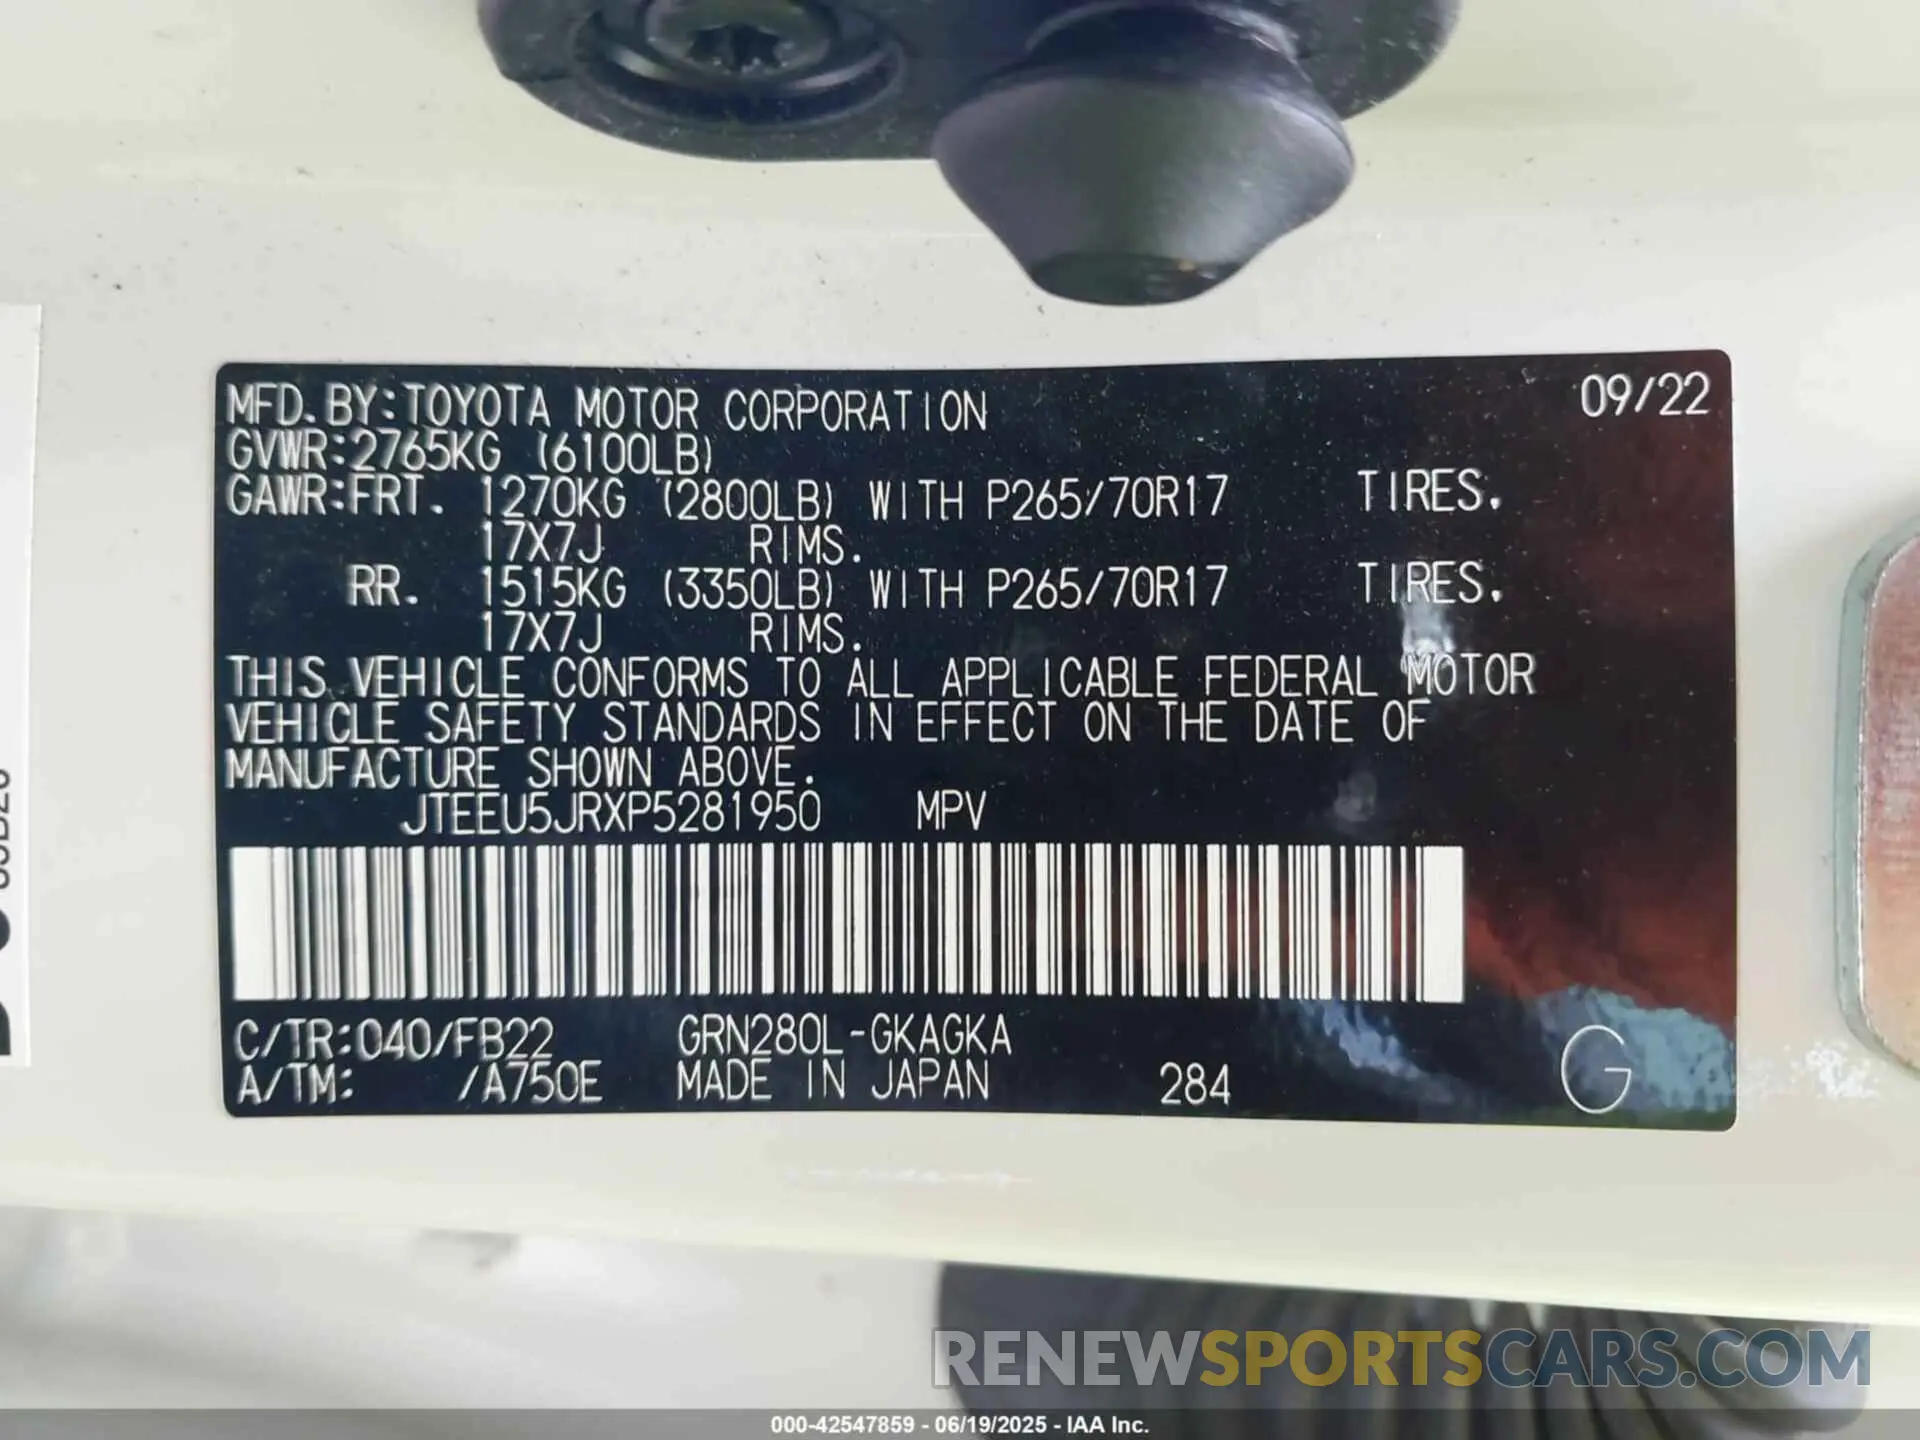 MFD. BY:TOYOTA MOTOR CORPORATION 09/22
GVWR:2765KG (6100LB)
GAWR:FRT. 1270KG (2800LB) WITH P265/70R17 TIRES.
17X7J RIMS.
RR. 1515KG (3350LB) WITH P265/70R17 TIRES.
17X7J RIMS.
THIS VEHICLE CONFORMS TO ALL APPLICABLE FEDERAL MOTOR
VEHICLE SAFETY STANDARDS IN EFFECT ON THE DATE OF
MANUFACTURE SHOWN ABOVE.
JTEEU5JRXP5281950 MPV
C/TR:040/FB22 GRN280L-GKAGKA
A/TM: /A750E MADE IN JAPAN 284 G
RENEWSPORTSCARS.COM
000-42547859 - 06/19/2025 - IAA Inc.